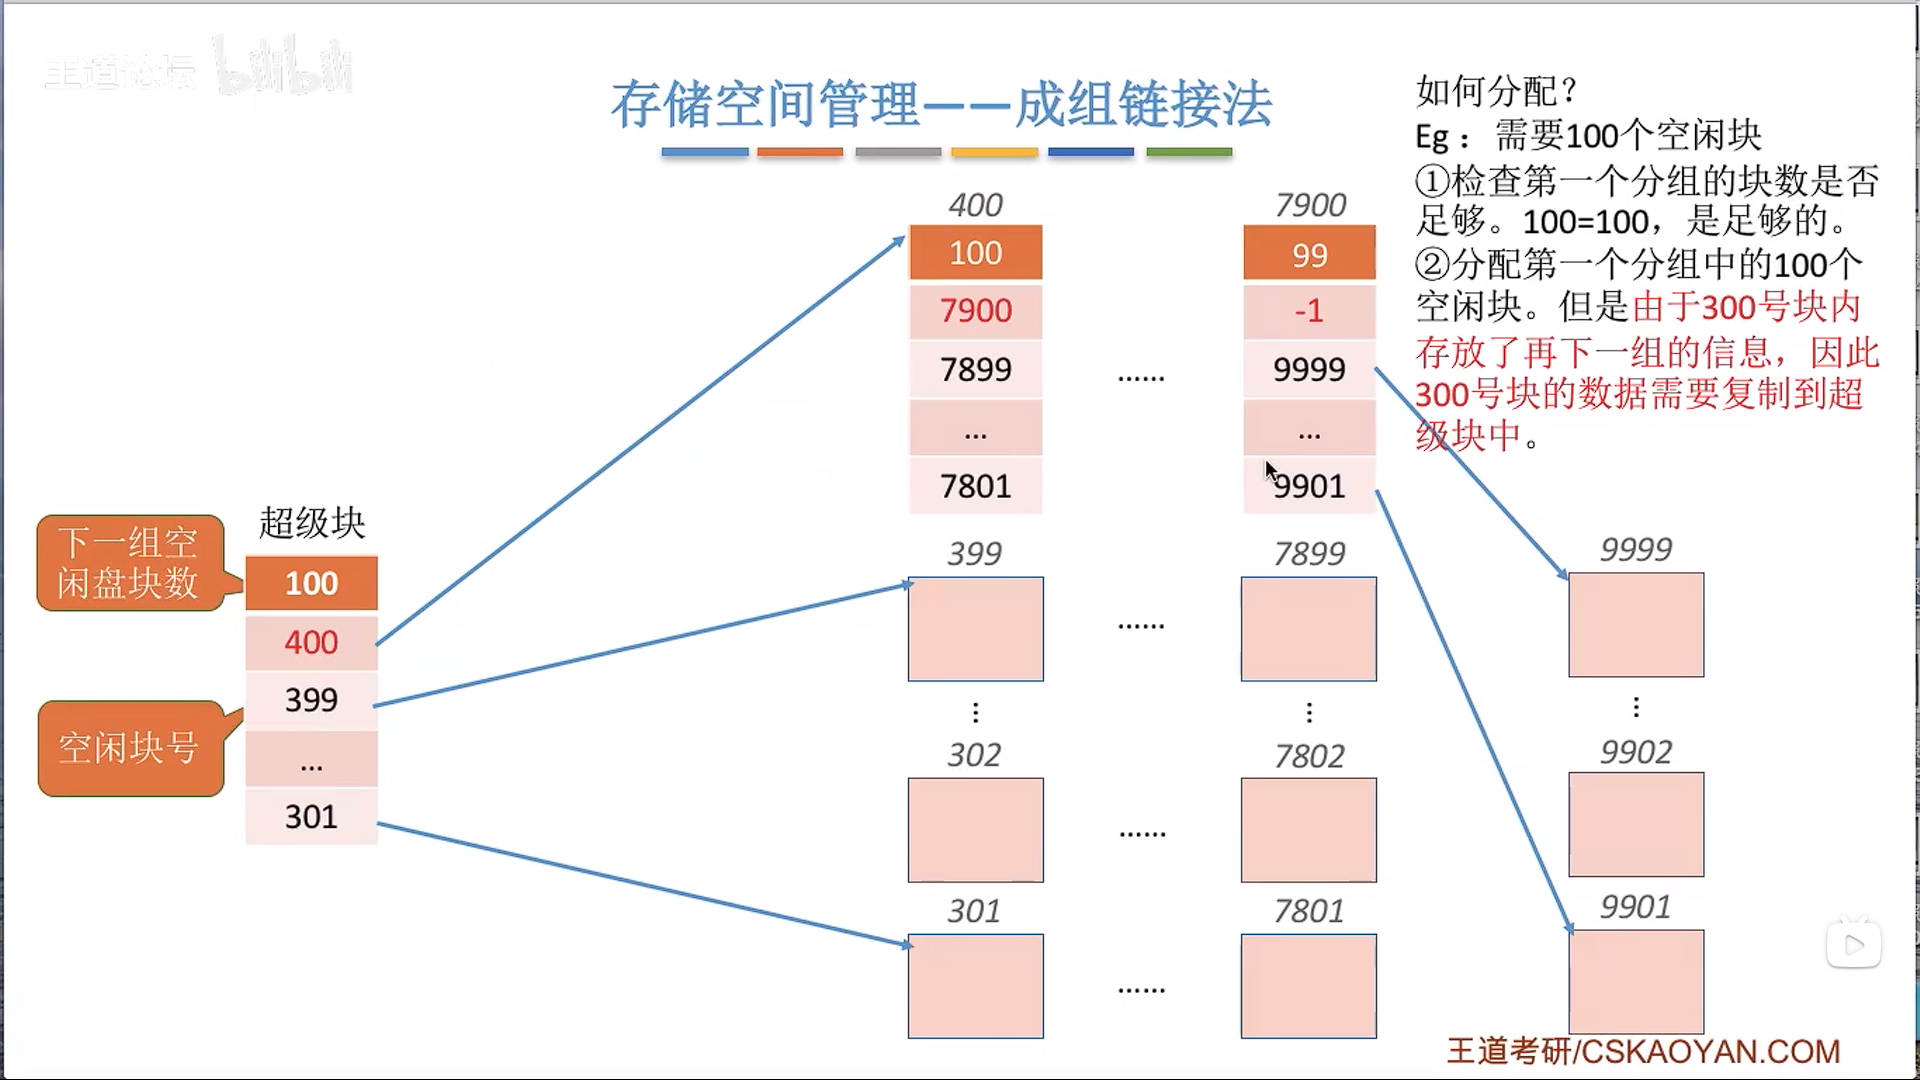 王道论坛 bilibili
存储空间管理——成组链接法
如何分配？
Eg： 需要100个空闲块
①检查第一个分组的块数是否
足够。100=100，是足够的。
②分配第一个分组中的100个
空闲块。但是由于300号块内
存放了再下一组的信息，因此
300号块的数据需要复制到超
级块中。
下一组空
闲盘块数
空闲块号
超级块
100
400
399
...
301
400
100
7900
7899
...
7801
399
⋮
302
301
......
......
......
......
7900
99
-1
9999
...
9901
7899
⋮
7802
7801
9999
⋮
9902
9901
王道考研/CSKAOYAN.COM